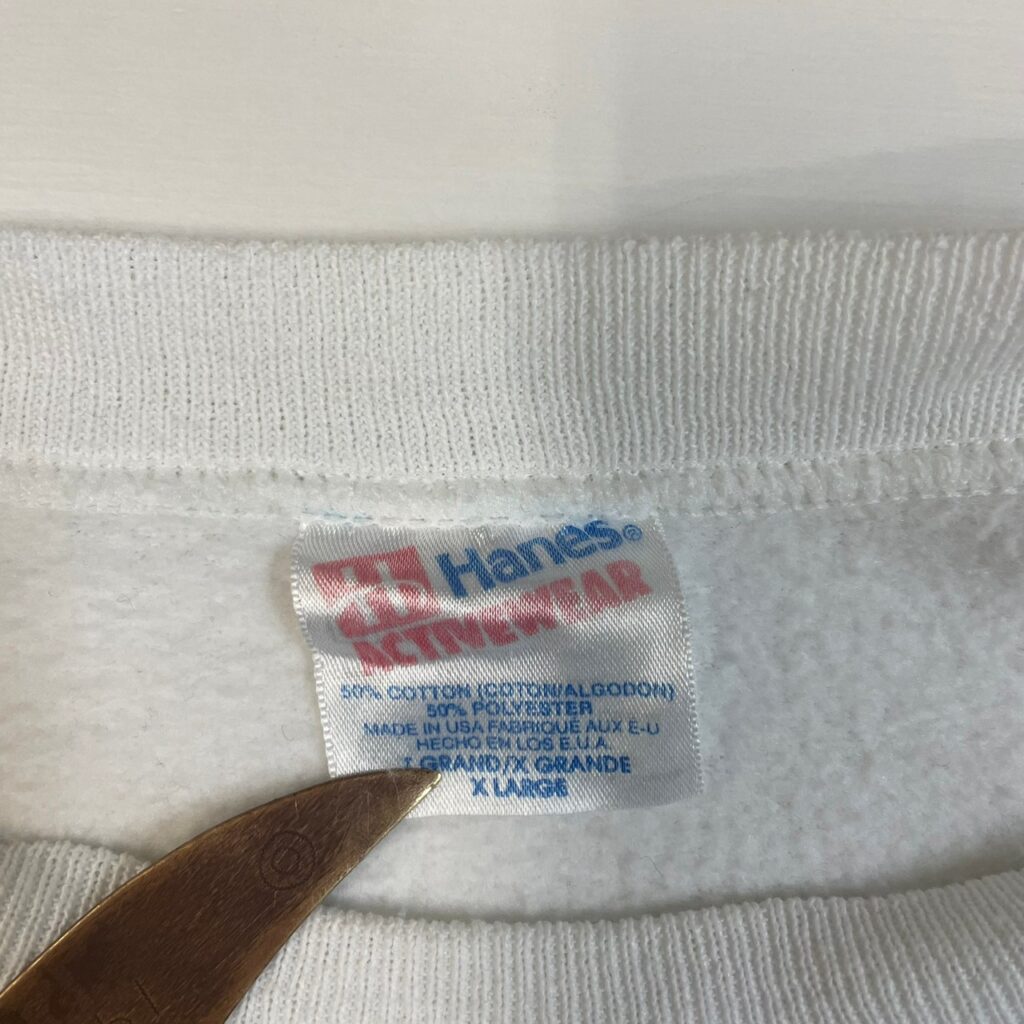 H Hanes®
ACTIVEWEAR
50% COTTON (COTON/ALGODON)
50% POLYESTER
MADE IN USA FABRIQUE AUX E-U
HECHO EN LOS E.U.A.
GRAND/X GRANDE
X LARGE